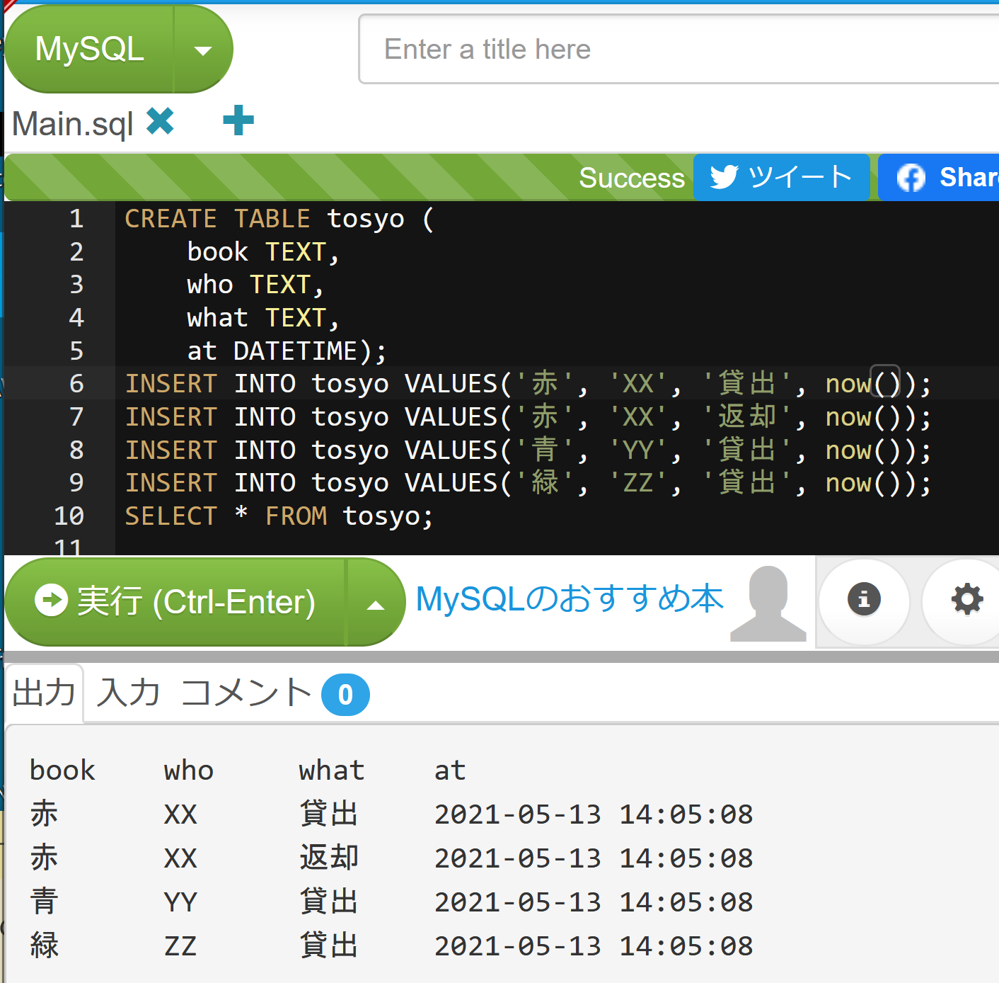 MySQL
Enter a title here
Main.sql
Success ツイート
1 CREATE TABLE tosyo (
2 book TEXT,
3 who TEXT,
4 what TEXT,
5 at DATETIME);
6 INSERT INTO tosyo VALUES('赤', 'XX', '貸出', now());
7 INSERT INTO tosyo VALUES('赤', 'XX', '返却', now());
8 INSERT INTO tosyo VALUES('青', 'YY', '貸出', now());
9 INSERT INTO tosyo VALUES('緑', 'ZZ', '貸出', now());
10 SELECT * FROM tosyo;
11
実行 (Ctrl-Enter) MySQLのおすすめ本
出力 入力 コメント 0
book who what at
赤 XX 貸出 2021-05-13 14:05:08
赤 XX 返却 2021-05-13 14:05:08
青 YY 貸出 2021-05-13 14:05:08
緑 ZZ 貸出 2021-05-13 14:05:08